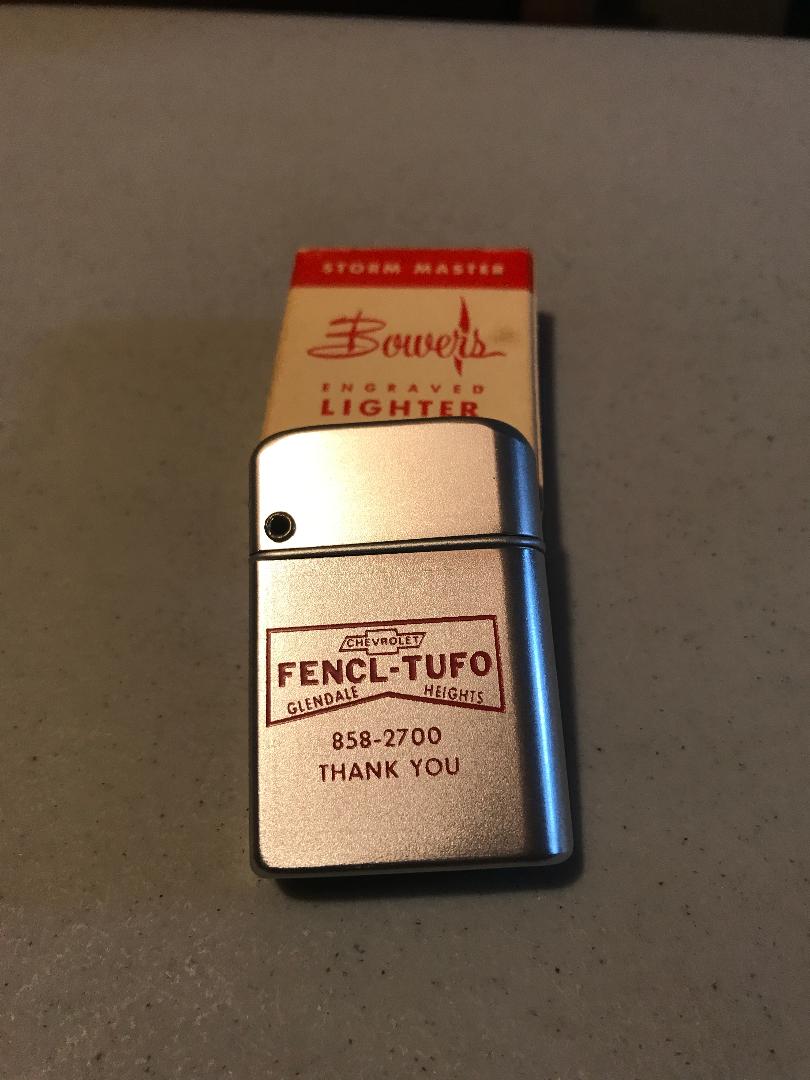 STORM MASTER
Bowers
ENGRAVED
LIGHTER
CHEVROLET
FENCL-TUFO
GLENDALE HEIGHTS
858-2700
THANK YOU